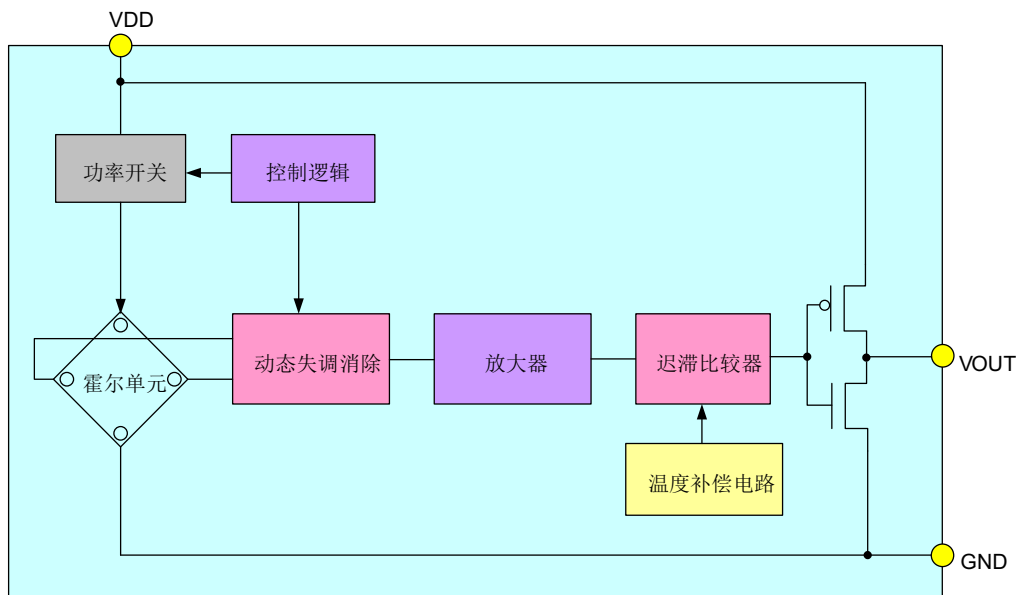 VDD
功率开关
控制逻辑
霍尔单元
动态失调消除
放大器
迟滞比较器
VOUT
温度补偿电路
GND